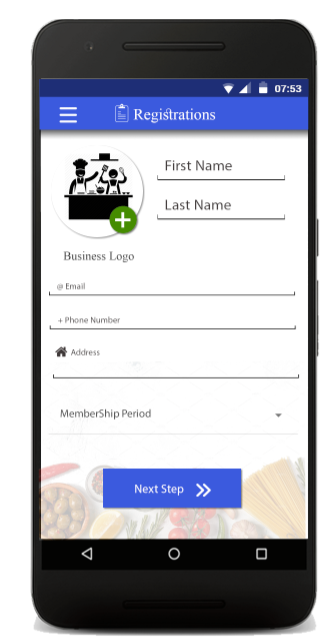 07:53
Registrations
First Name
Last Name
Business Logo
@ Email
+ Phone Number
Address
MemberShip Period
Next Step